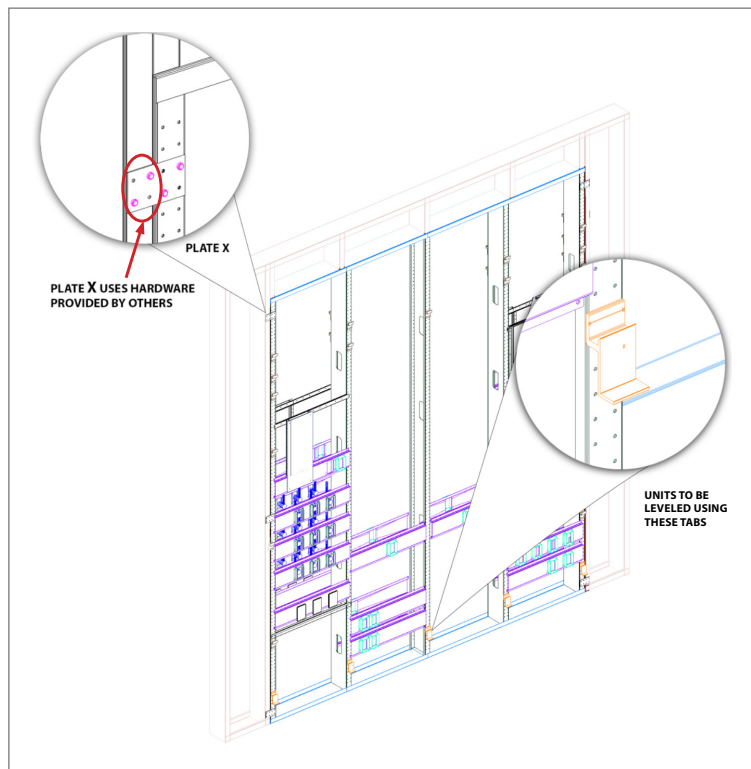 PLATE X
PLATE X USES HARDWARE
PROVIDED BY OTHERS
UNITS TO BE
LEVELED USING
THESE TABS